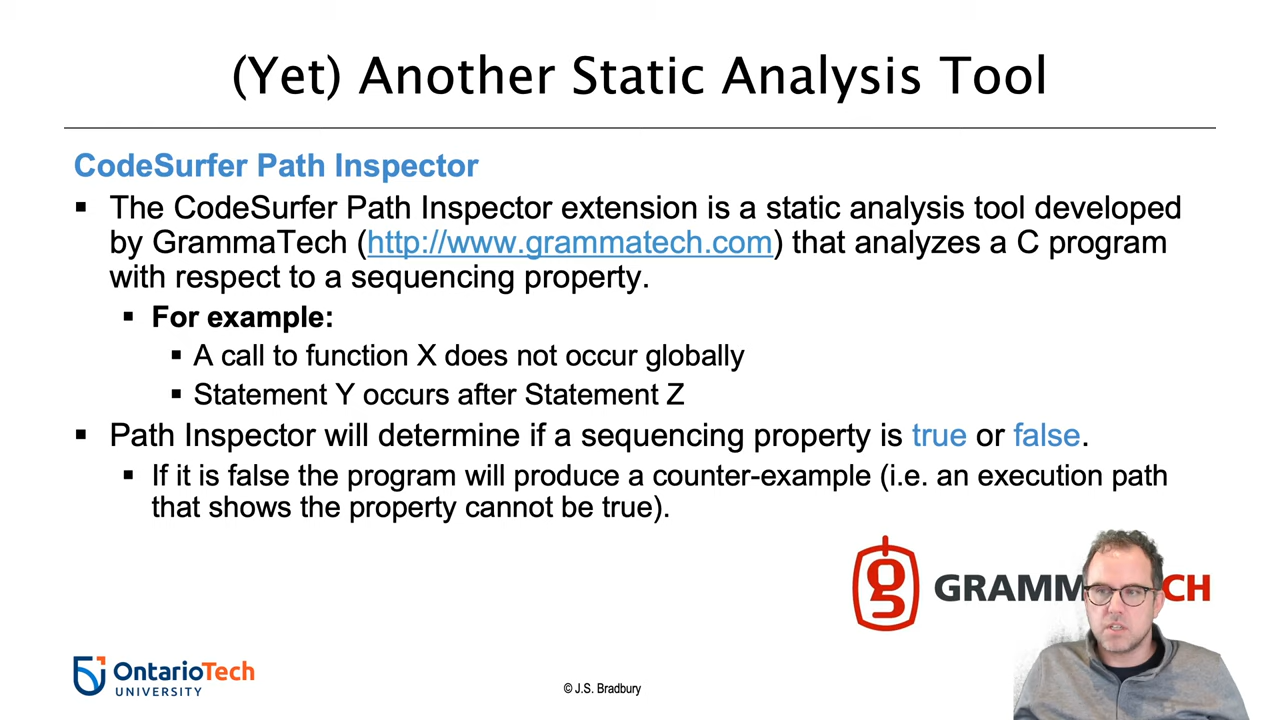 (Yet) Another Static Analysis Tool
CodeSurfer Path Inspector
▪ The CodeSurfer Path Inspector extension is a static analysis tool developed
by GrammaTech (http://www.grammatech.com) that analyzes a C program
with respect to a sequencing property.
▪ For example:
▪ A call to function X does not occur globally
▪ Statement Y occurs after Statement Z
▪ Path Inspector will determine if a sequencing property is true or false.
▪ If it is false the program will produce a counter-example (i.e. an execution path
that shows the property cannot be true).
GRAMM CH
OntarioTech
UNIVERSITY
© J.S. Bradbury